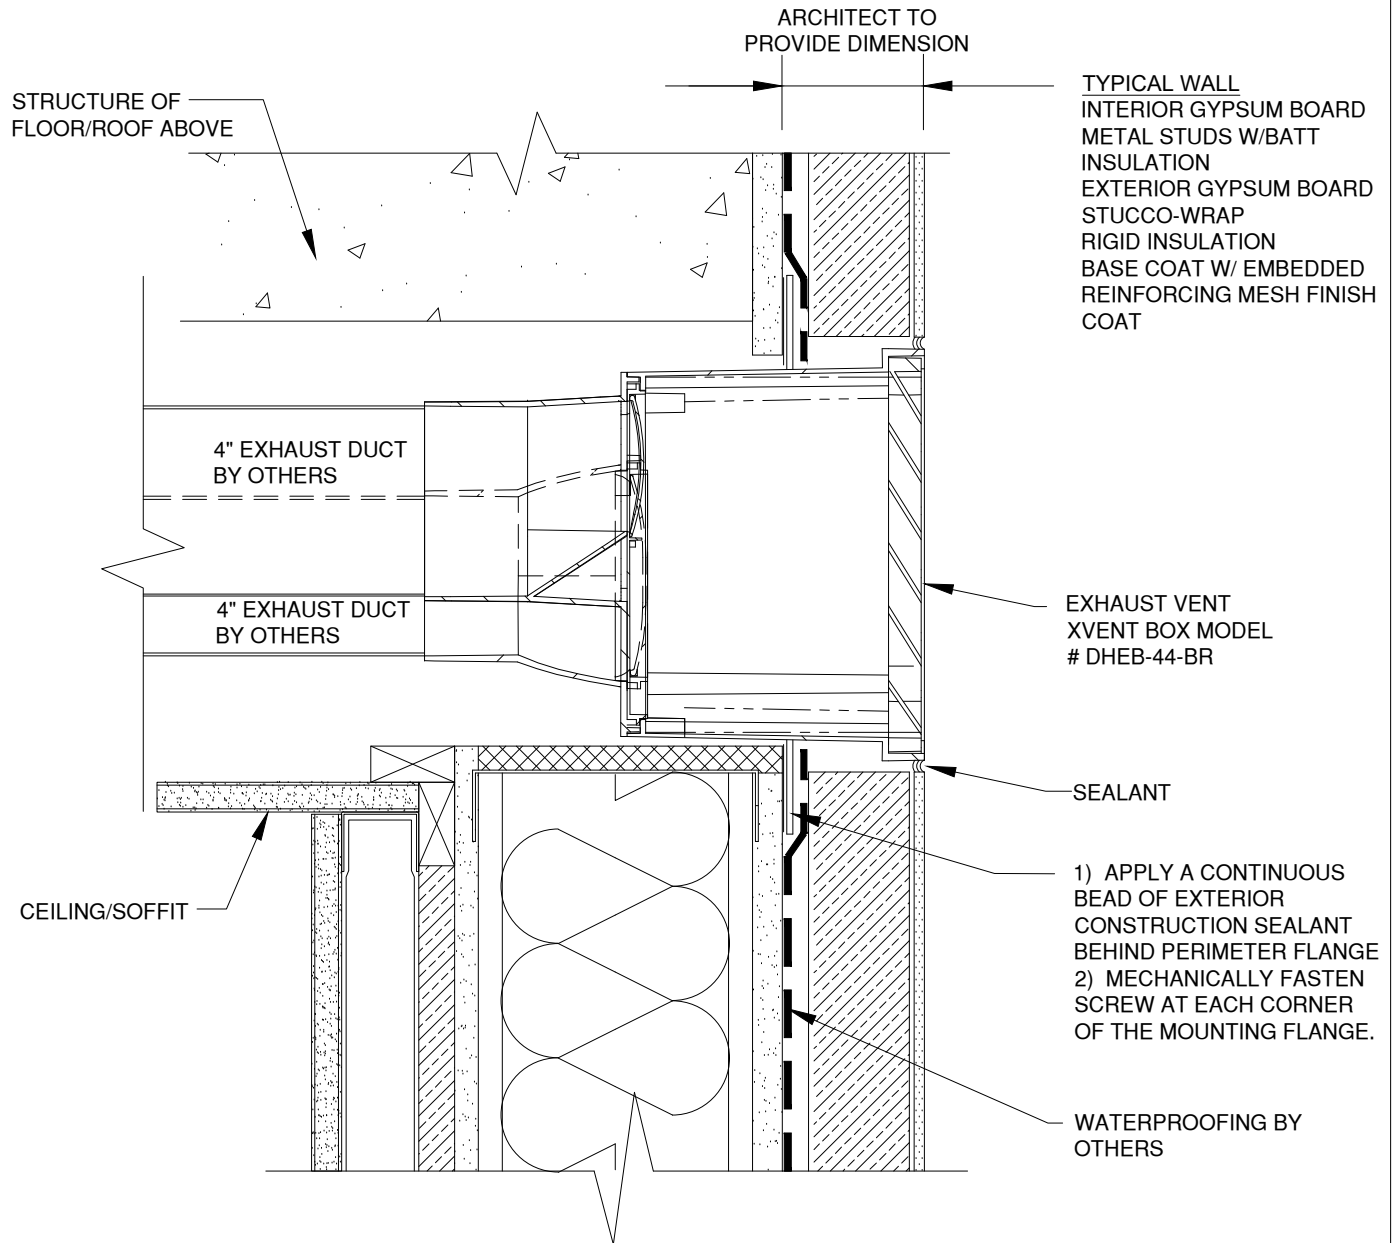 ARCHITECT TO
PROVIDE DIMENSION
STRUCTURE OF
FLOOR/ROOF ABOVE
TYPICAL WALL
INTERIOR GYPSUM BOARD
METAL STUDS W/BATT
INSULATION
EXTERIOR GYPSUM BOARD
STUCCO-WRAP
RIGID INSULATION
BASE COAT W/ EMBEDDED
REINFORCING MESH FINISH
COAT
4" EXHAUST DUCT
BY OTHERS
4" EXHAUST DUCT
BY OTHERS
EXHAUST VENT
XVENT BOX MODEL
# DHEB-44-BR
SEALANT
CEILING/SOFFIT
1) APPLY A CONTINUOUS
BEAD OF EXTERIOR
CONSTRUCTION SEALANT
BEHIND PERIMETER FLANGE
2) MECHANICALLY FASTEN
SCREW AT EACH CORNER
OF THE MOUNTING FLANGE.
WATERPROOFING BY
OTHERS